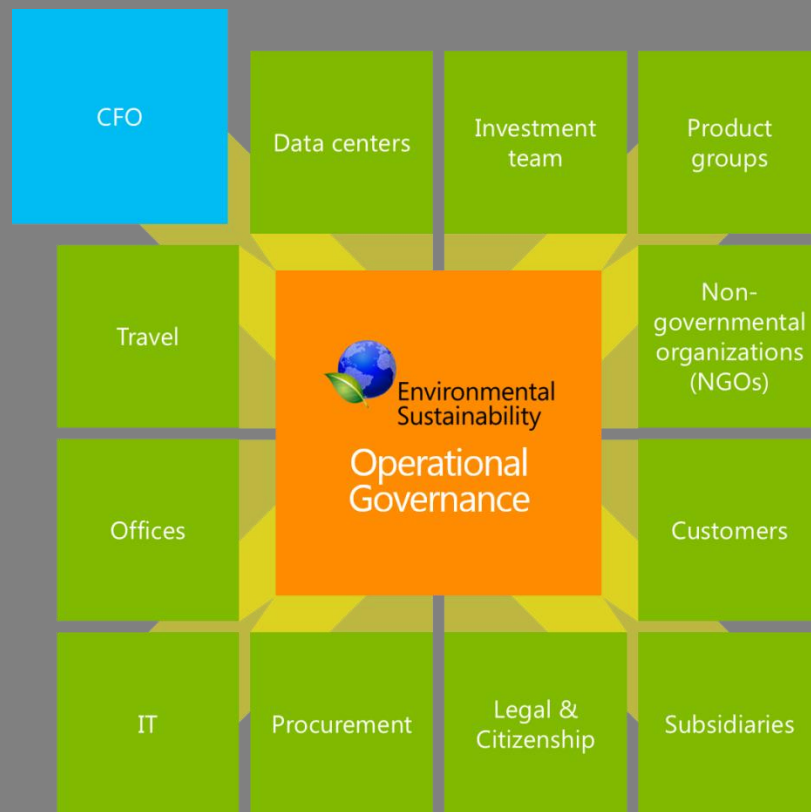 CFO
Data centers
Investment
team
Product
groups
Travel
Non-
governmental
organizations
(NGOs)
Environmental
Sustainability
Operational
Governance
Offices
Customers
IT
Procurement
Legal &
Citizenship
Subsidiaries